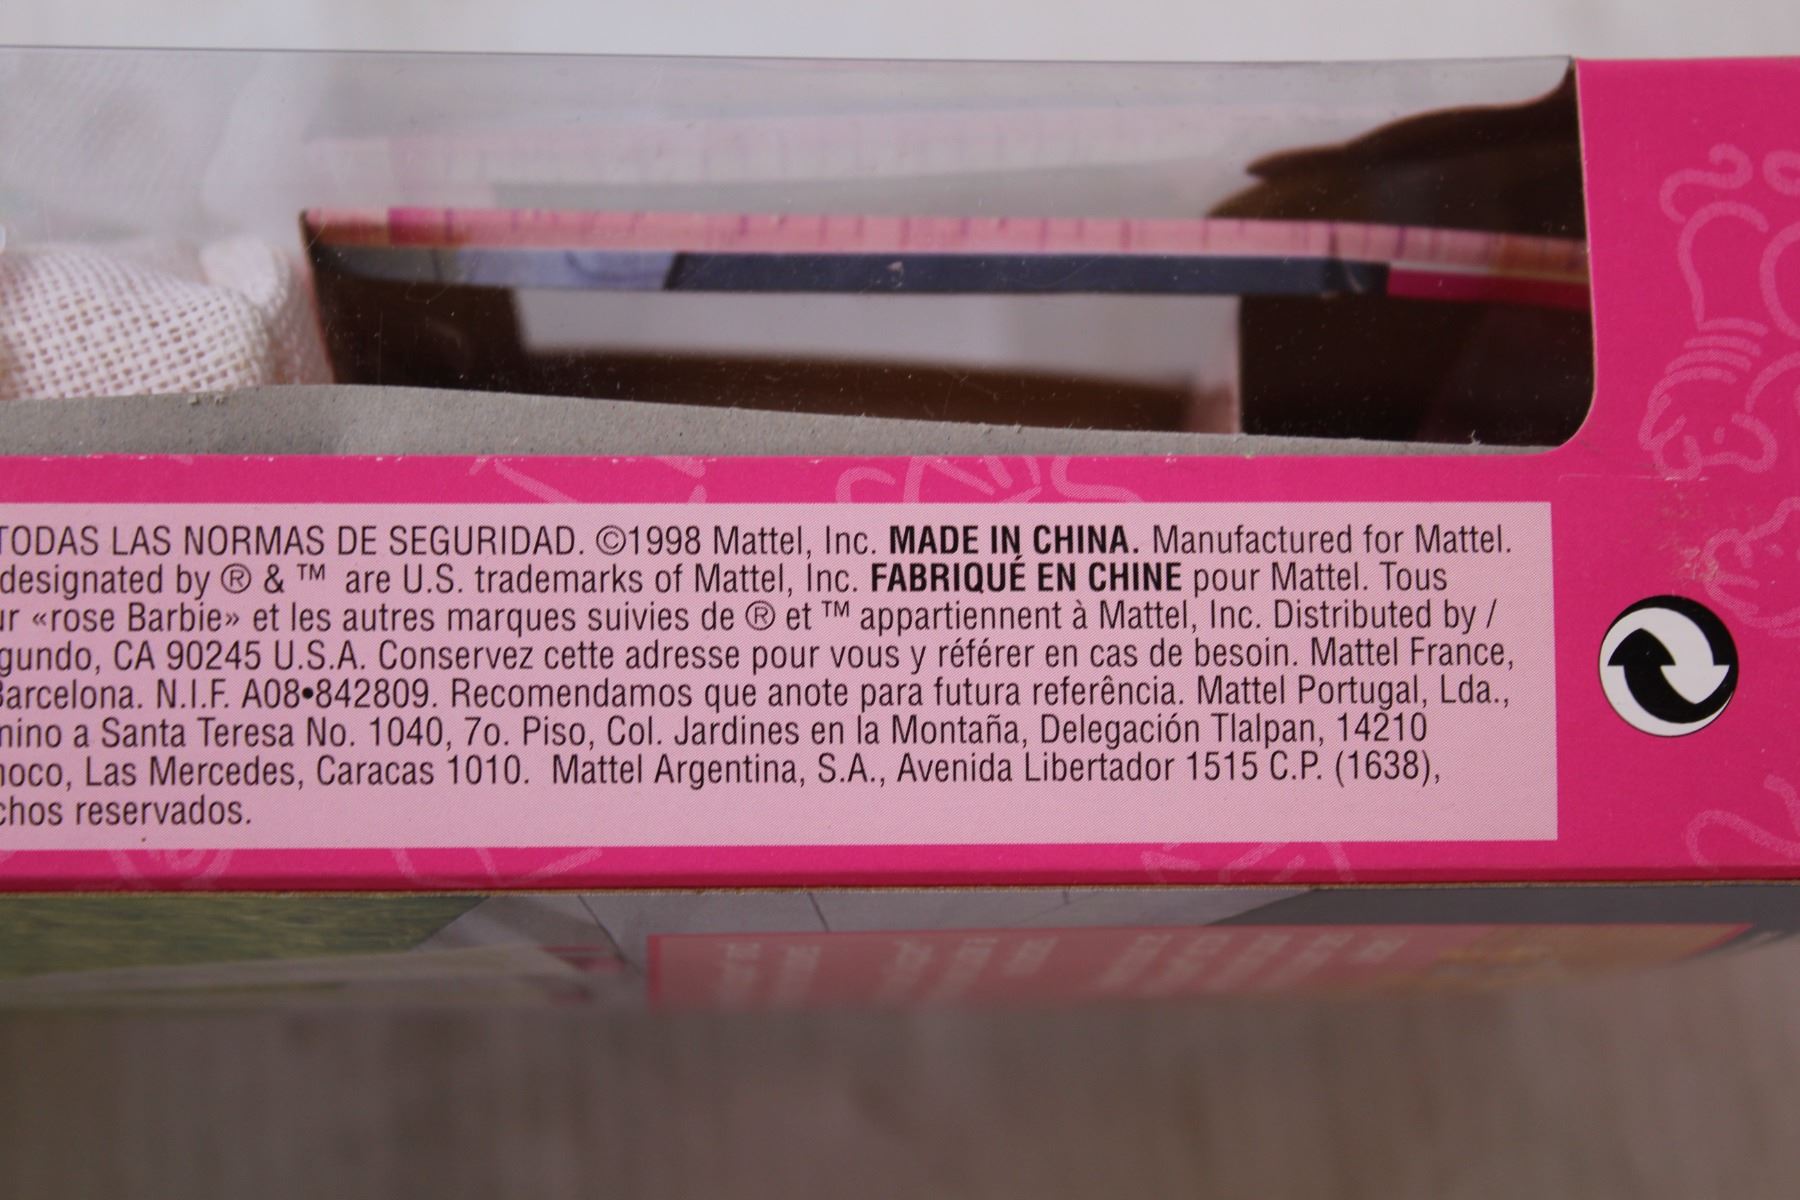 TODAS LAS NORMAS DE SEGURIDAD. ©1998 Mattel, Inc. MADE IN CHINA. Manufactured for Mattel.
designated by ® & ™ are U.S. trademarks of Mattel, Inc. FABRIQUÉ EN CHINE pour Mattel. Tous
«rose Barbie» et les autres marques suivies de ® et ™ appartiennent à Mattel, Inc. Distributed by /
gundo, CA 90245 U.S.A. Conservez cette adresse pour vous y référer en cas de besoin. Mattel France,
Barcelona. N.I.F. A08•842809. Recomendamos que anote para futura referência. Mattel Portugal, Lda.,
mino a Santa Teresa No. 1040, 7o. Piso, Col. Jardines en la Montaña, Delegación Tlalpan, 14210
noco, Las Mercedes, Caracas 1010. Mattel Argentina, S.A., Avenida Libertador 1515 C.P. (1638),
chos reservados.